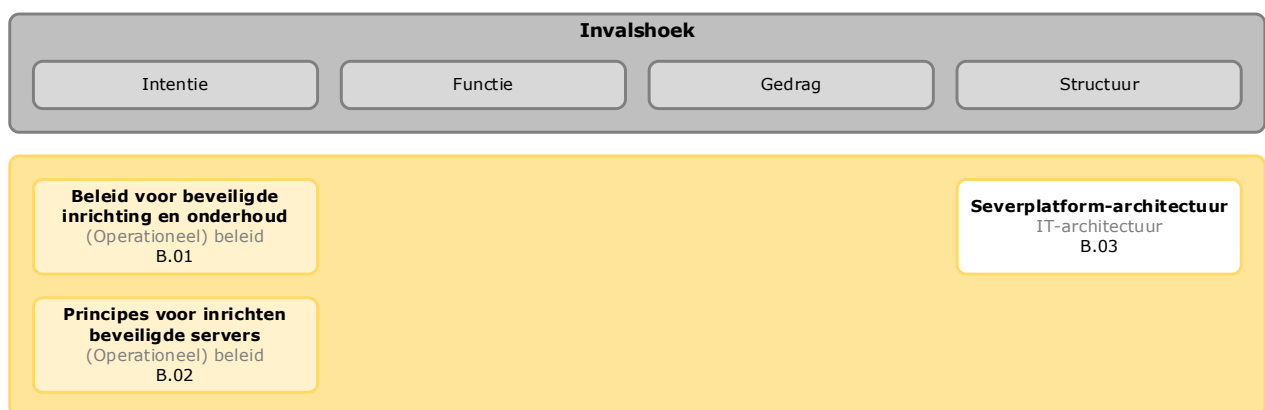 Invalshoek
Intentie
Functie
Gedrag
Structuur
Beleid voor beveiligde
inrichting en onderhoud
(Operationeel) beleid
B.01
Severplatform-architectuur
IT-architectuur
B.03
Principes voor inrichten
beveiligde servers
(Operationeel) beleid
B.02